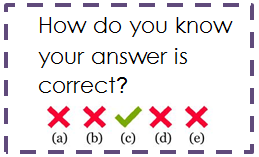 How do you know
your answer is
correct?
(a) (b) (c) (d) (e)